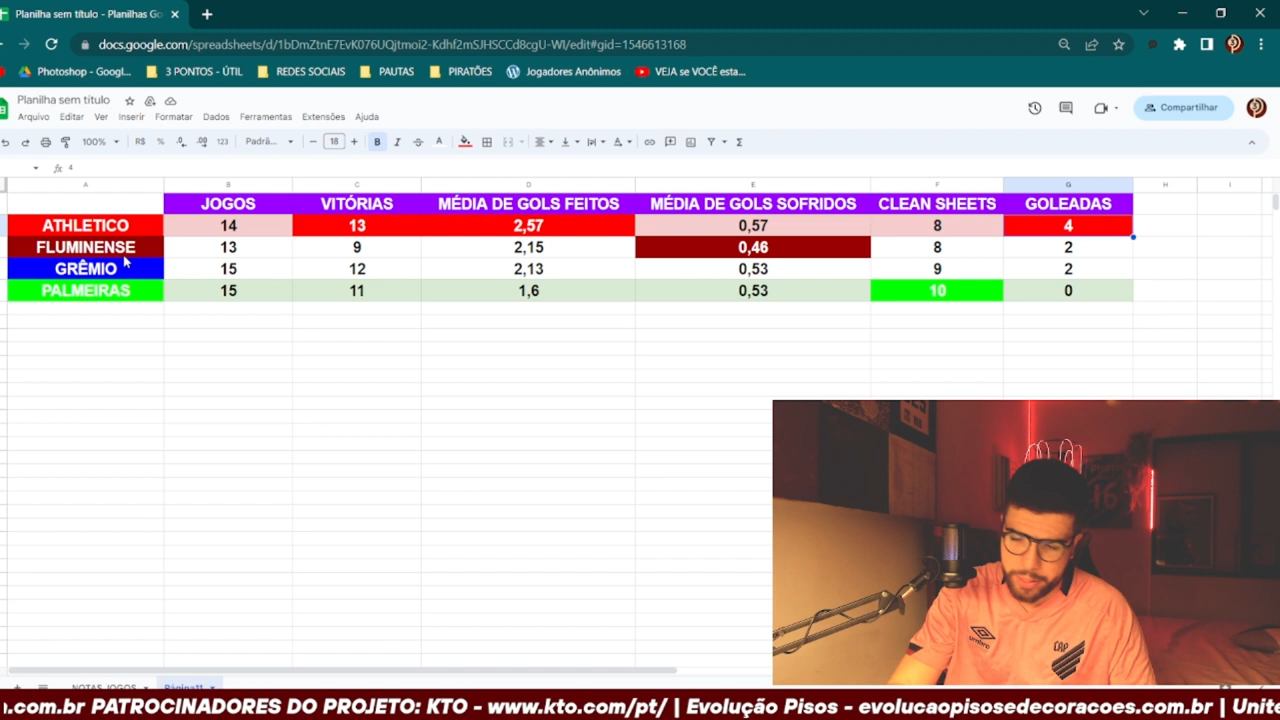 Planilha sem título - Planilhas Go
docs.google.com/spreadsheets/d/1bDmZtnE7EvK076UQjtmoi2-Kdhf2mSJHSCCd8cgU-WI/edit#gid=1546613168
Photoshop - Googl... 3 PONTOS - ÚTIL REDES SOCIAIS PAUTAS PIRATÕES Jogadores Anônimos VEJA se VOCÊ esta...
Planilha sem título
Arquivo Editar Ver Inserir Formatar Dados Ferramentas Extensões Ajuda
Compartilhar
100% R$ % .0 .00 123 Padrã... 18 B I A
fx 4
A B C D E F G H I
JOGOS VITÓRIAS MÉDIA DE GOLS FEITOS MÉDIA DE GOLS SOFRIDOS CLEAN SHEETS GOLEADAS
ATHLETICO 14 13 2,57 0,57 8 4
FLUMINENSE 13 9 2,15 0,46 8 2
GRÊMIO 15 12 2,13 0,53 9 2
PALMEIRAS 15 11 1,6 0,53 10 0
16
umbro
CAP
NOTAS JOGOS Página11
n.com.br PATROCINADORES DO PROJETO: KTO - www.kto.com/pt/ | Evolução Pisos - evolucaopisosedecoracoes.com.br | Unite